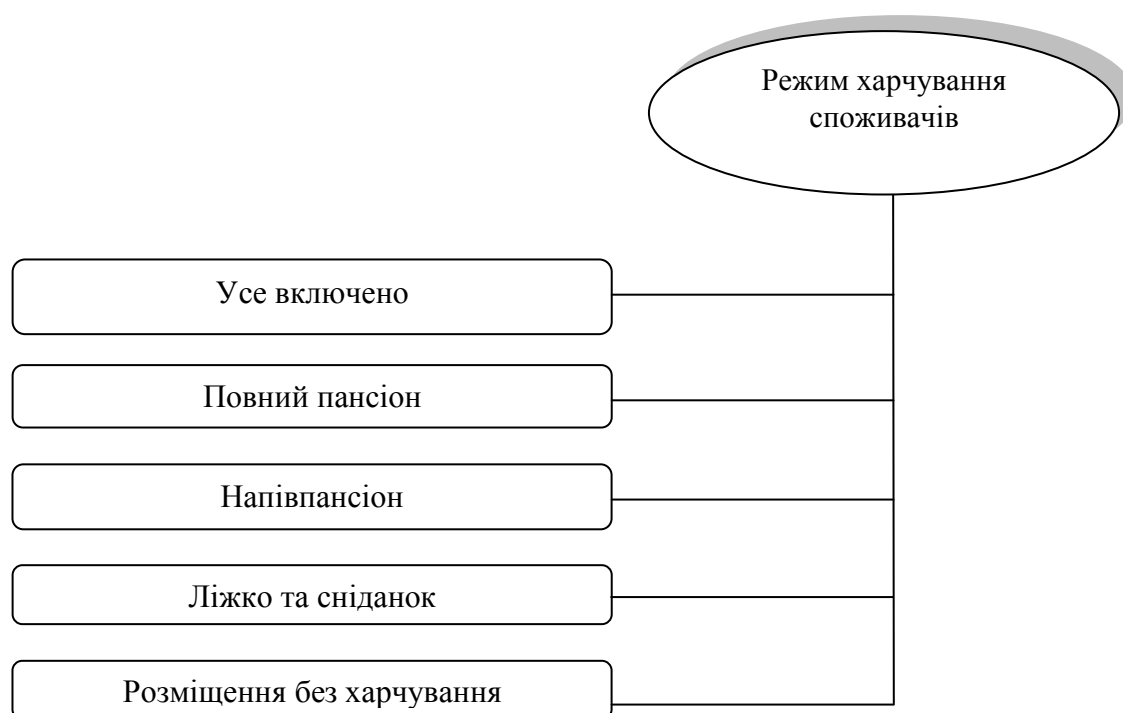 Режим харчування
споживачів
Усе включено
Повний пансіон
Напівпансіон
Ліжко та сніданок
Розміщення без харчування